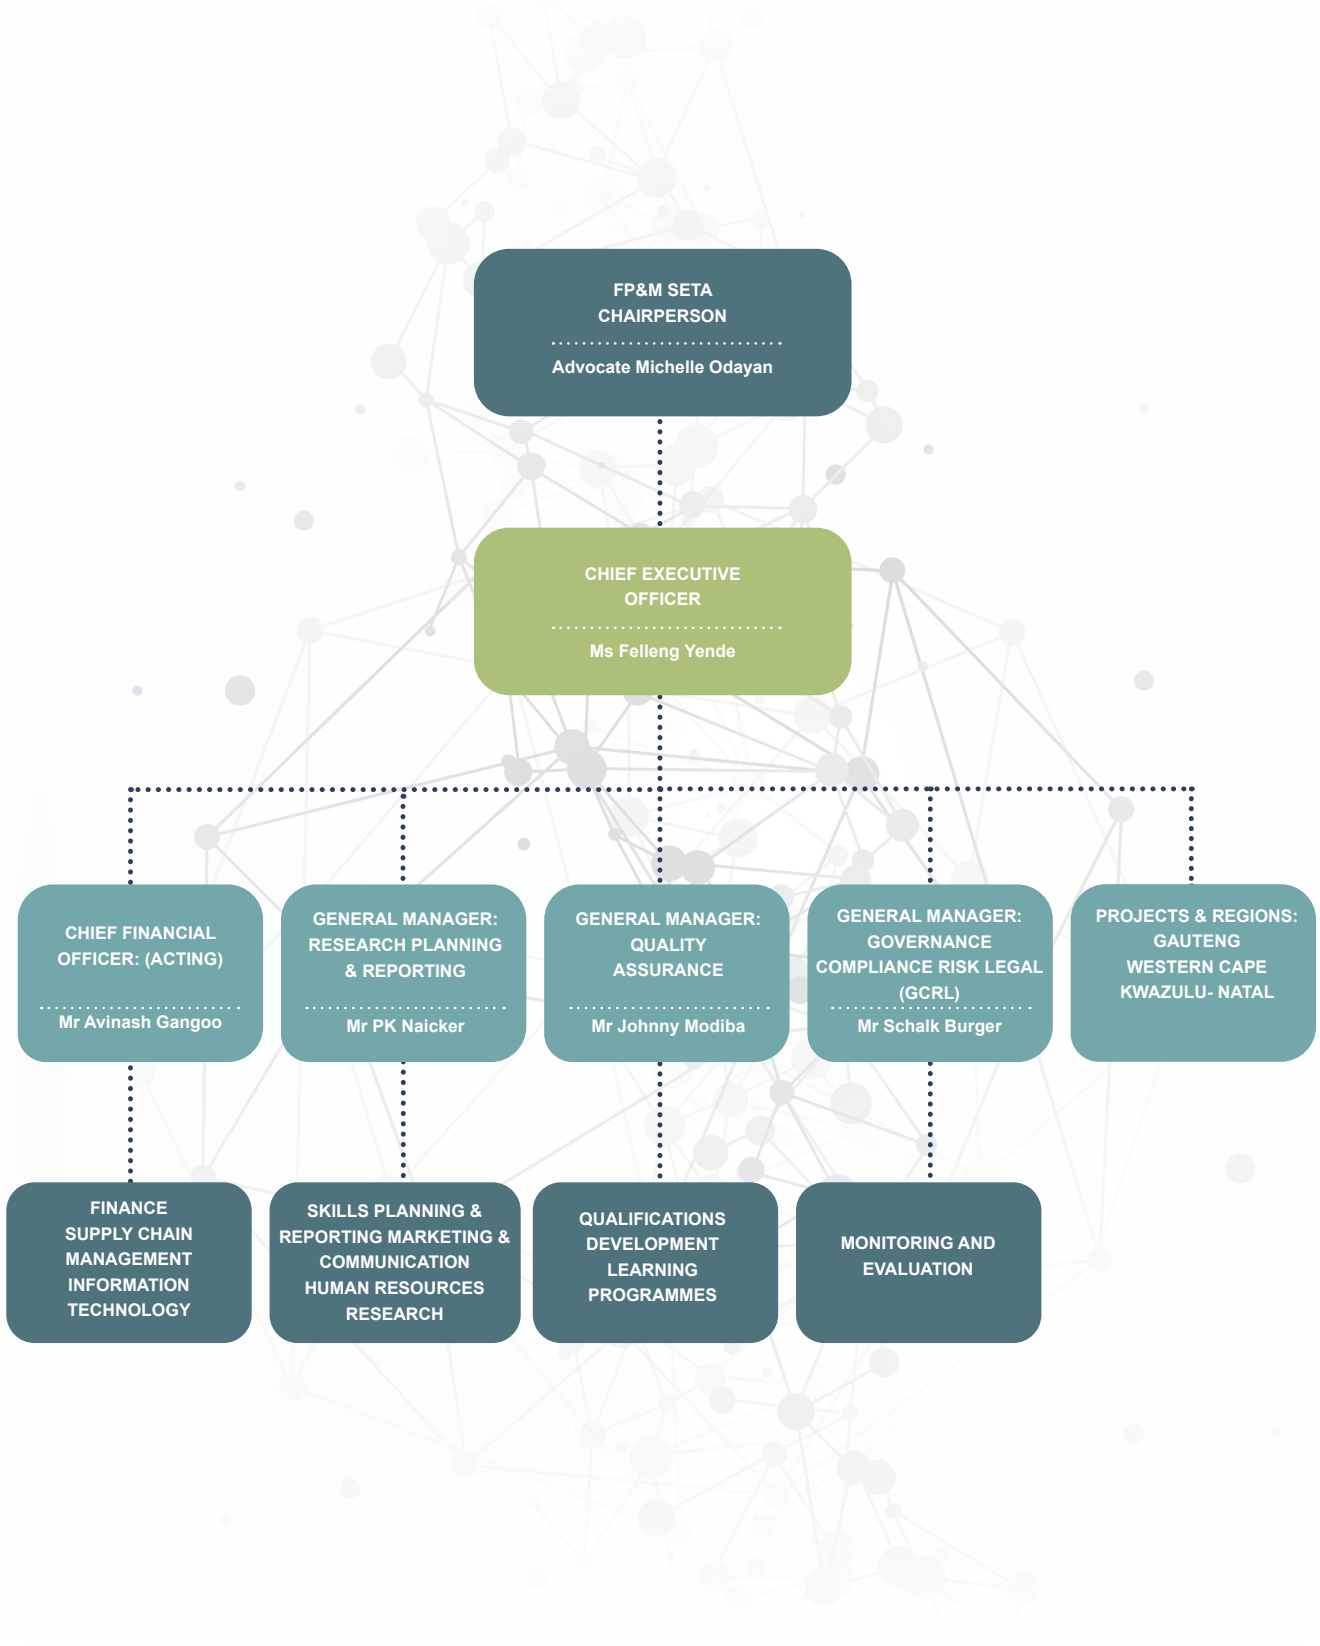 FP&M SETA
CHAIRPERSON
Advocate Michelle Odayan
CHIEF EXECUTIVE
OFFICER
Ms Felleng Yende
CHIEF FINANCIAL
OFFICER: (ACTING)
Mr Avinash Gangoo
GENERAL MANAGER:
RESEARCH PLANNING
& REPORTING
Mr PK Naicker
GENERAL MANAGER:
QUALITY
ASSURANCE
Mr Johnny Modiba
GENERAL MANAGER:
GOVERNANCE
COMPLIANCE RISK LEGAL
(GCRL)
Mr Schalk Burger
PROJECTS & REGIONS:
GAUTENG
WESTERN CAPE
KWAZULU- NATAL
FINANCE
SUPPLY CHAIN
MANAGEMENT
INFORMATION
TECHNOLOGY
SKILLS PLANNING &
REPORTING MARKETING &
COMMUNICATION
HUMAN RESOURCES
RESEARCH
QUALIFICATIONS
DEVELOPMENT
LEARNING
PROGRAMMES
MONITORING AND
EVALUATION